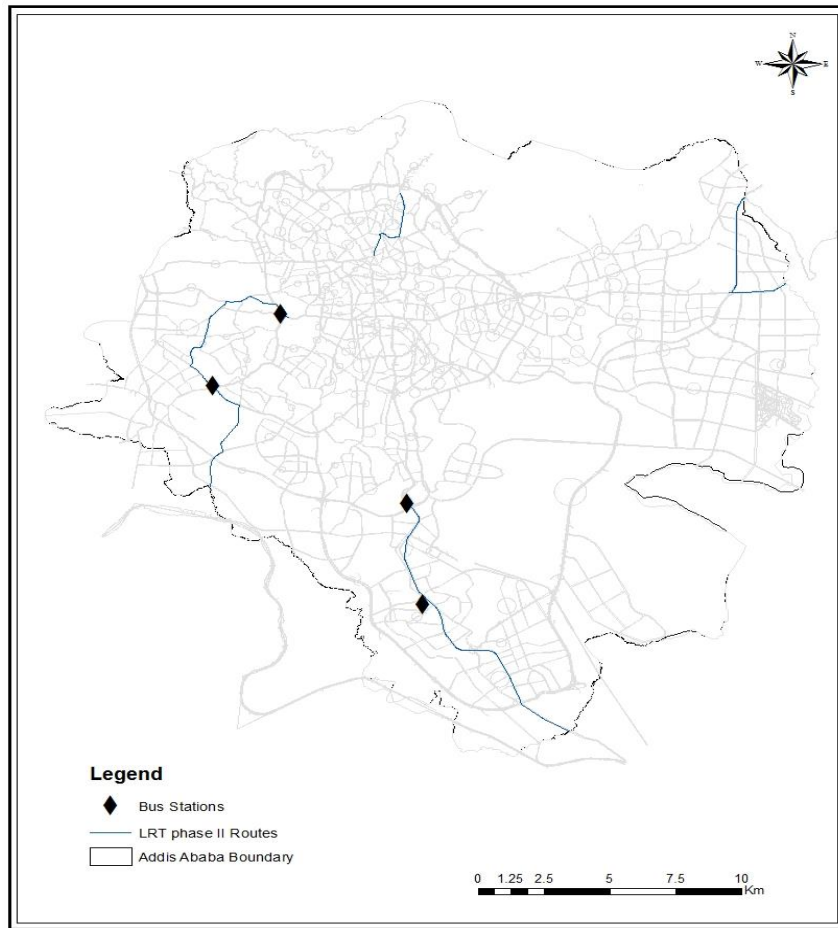 N
W E
S
Legend
Bus Stations
LRT phase II Routes
Addis Ababa Boundary
0 1.25 2.5 5 7.5 10
Km